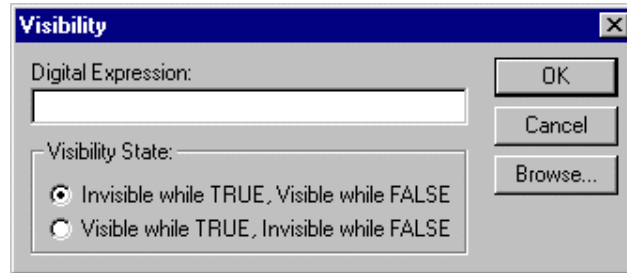 Visibility
Digital Expression:
OK
Cancel
Visibility State:
Browse...
Invisible while TRUE, Visible while FALSE
Visible while TRUE, Invisible while FALSE